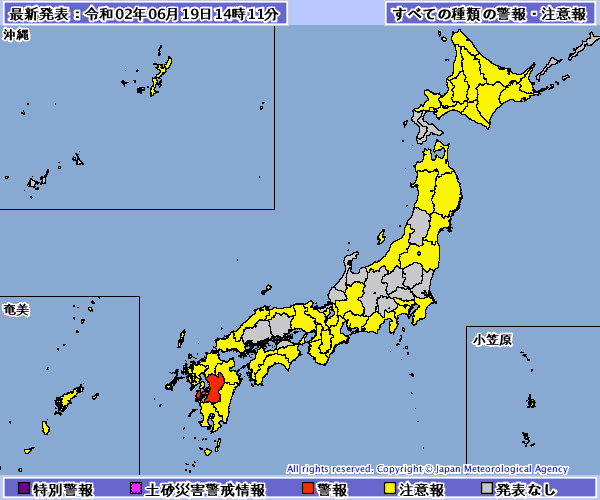 最新発表：令和02年06月19日14時11分
すべての種類の警報・注意報
沖縄
奄美
小笠原
All rights reserved. Copyright © Japan Meteorological Agency
特別警報
土砂災害警戒情報
警報
注意報
発表なし